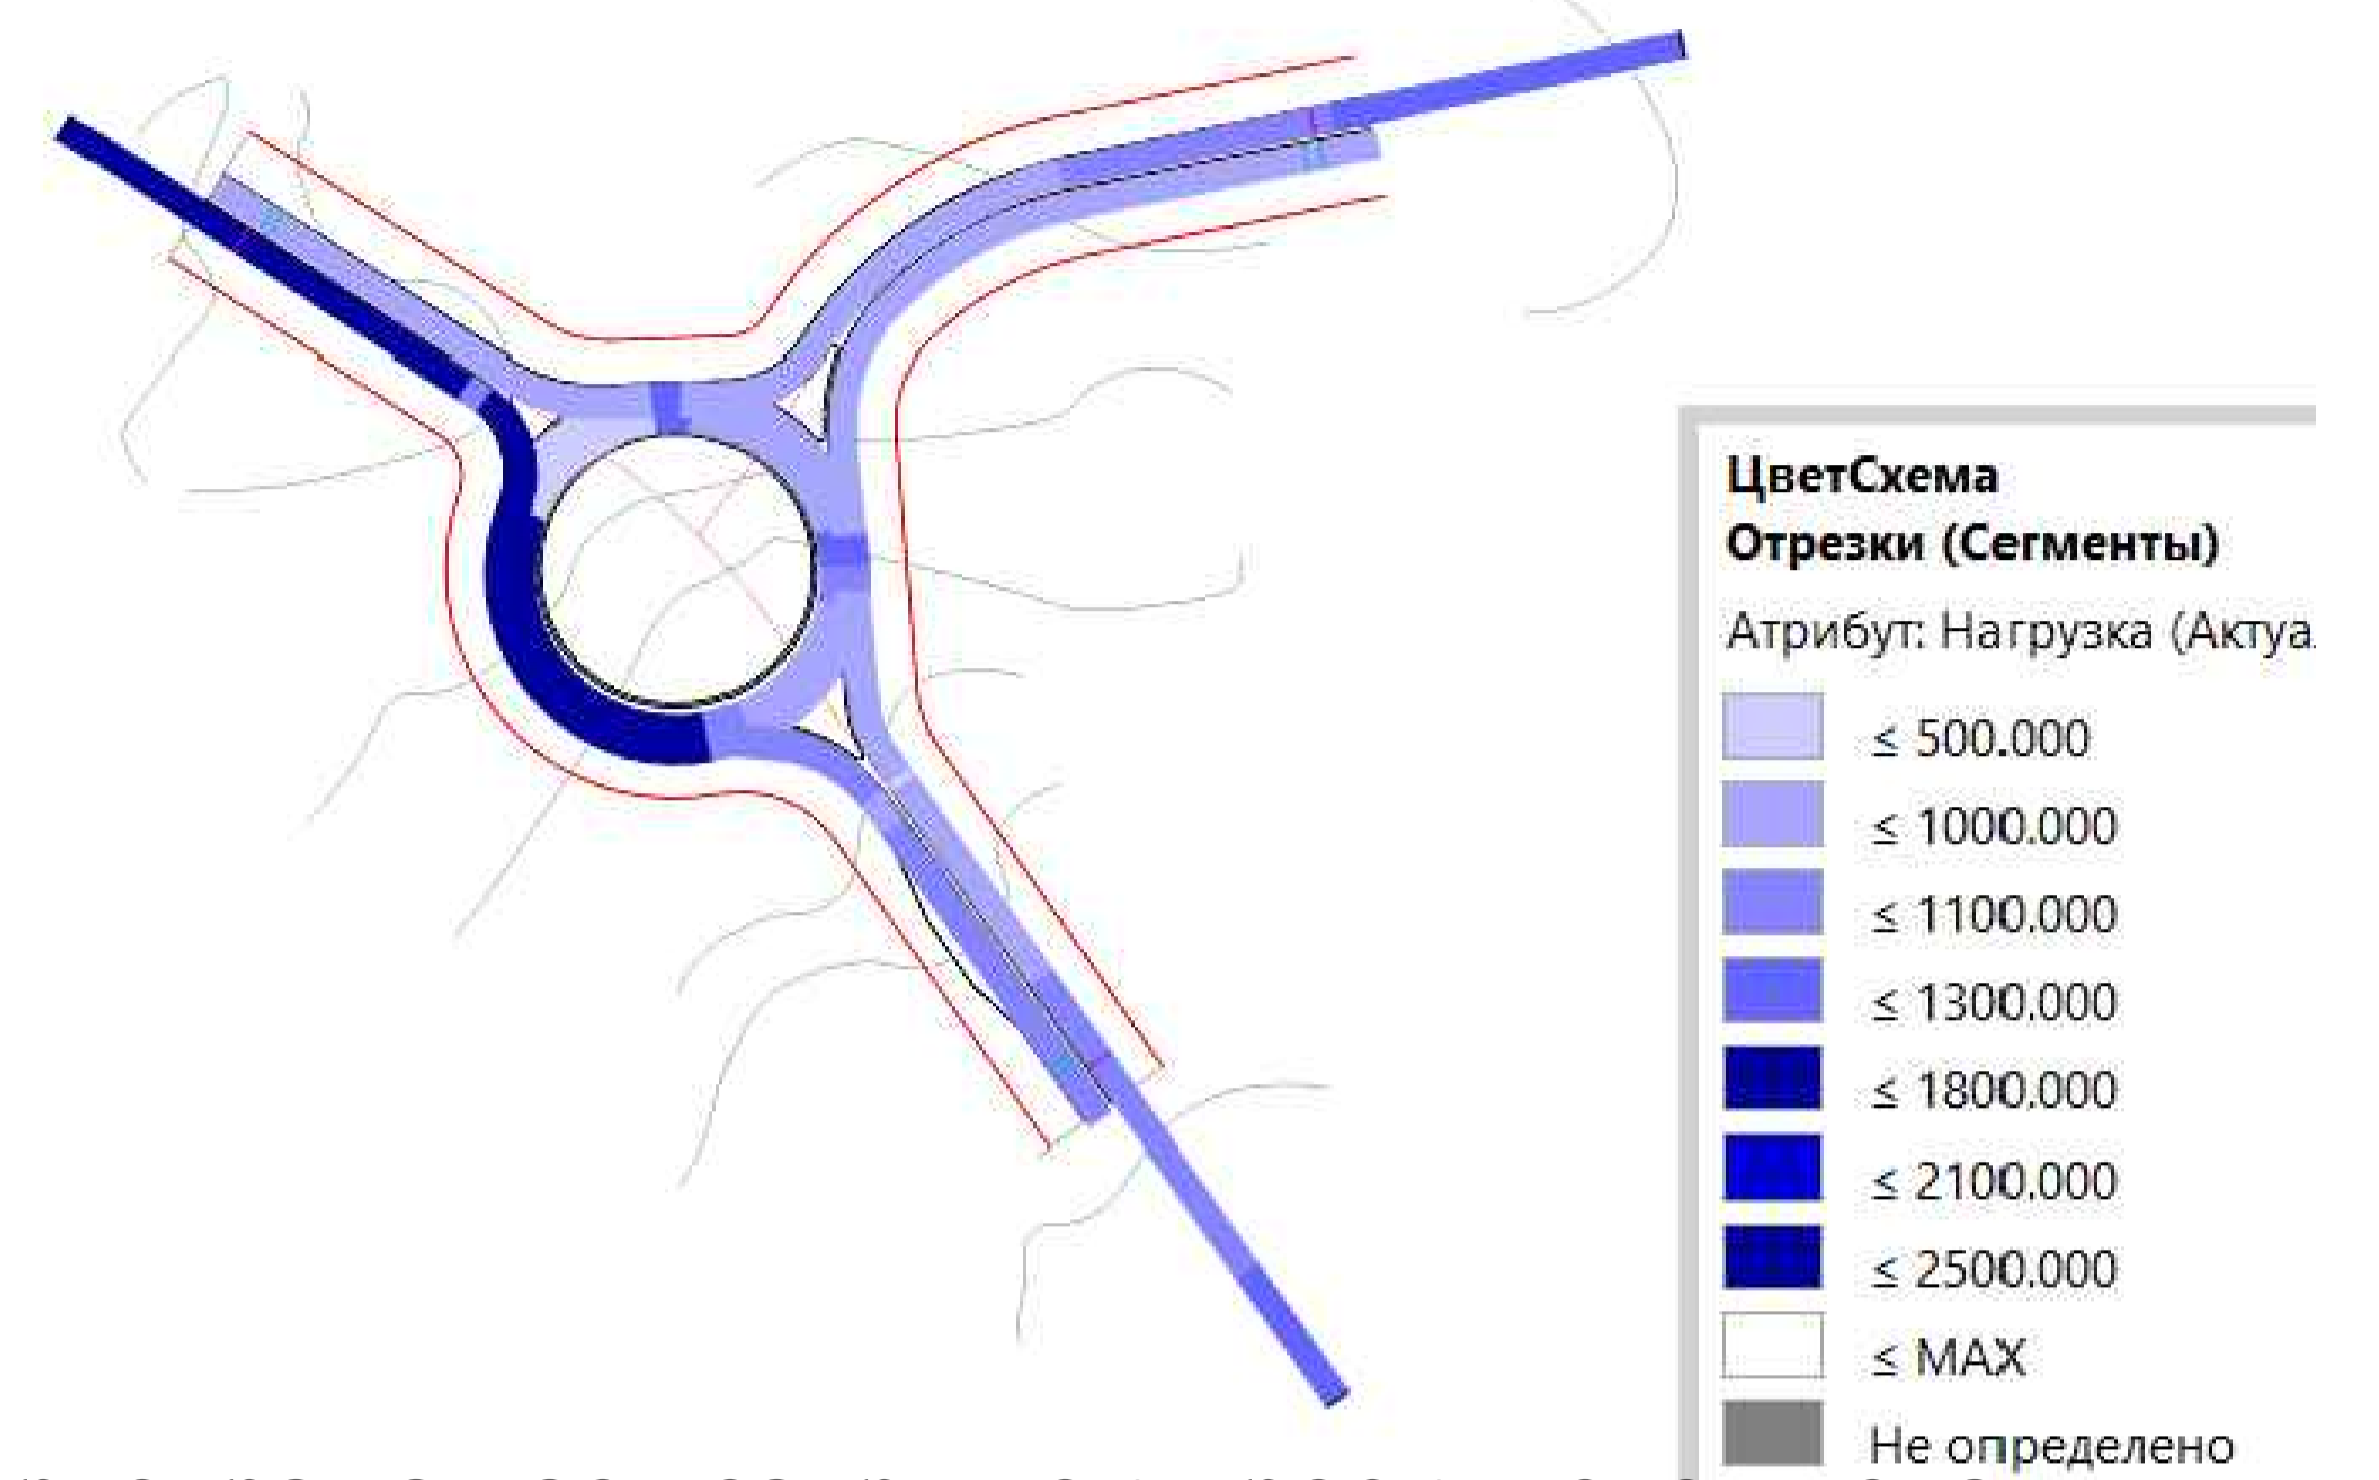 ЦветСхема
Отрезки (Сегменты)
Атрибут: Нагрузка (Актуа
≤ 500.000
≤ 1000.000
≤ 1100.000
≤ 1300.000
≤ 1800.000
≤ 2100.000
≤ 2500.000
≤ MAX
Не определено